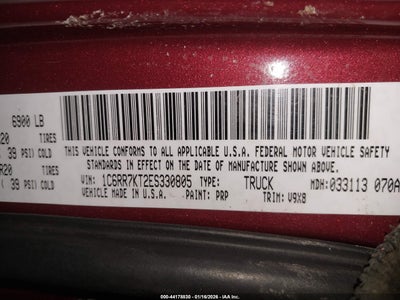 6900 LB
20 TIRES
39 PSI) COLD
R20 TIRES
( 39 PSI) COLD
THIS VEHICLE CONFORMS TO ALL APPLICABLE U.S.A. FEDERAL MOTOR VEHICLE SAFETY
STANDARDS IN EFFECT ON THE DATE OF MANUFACTURE SHOWN ABOVE.
VIN: 1C6RR7KT2ES330805 TYPE: TRUCK MDH: 033113 070A
VEHICLE MADE IN U.S.A. PAINT: PRP TRIM: V9X8
© 44178830 - 01/16/2026 - IAA, Inc.